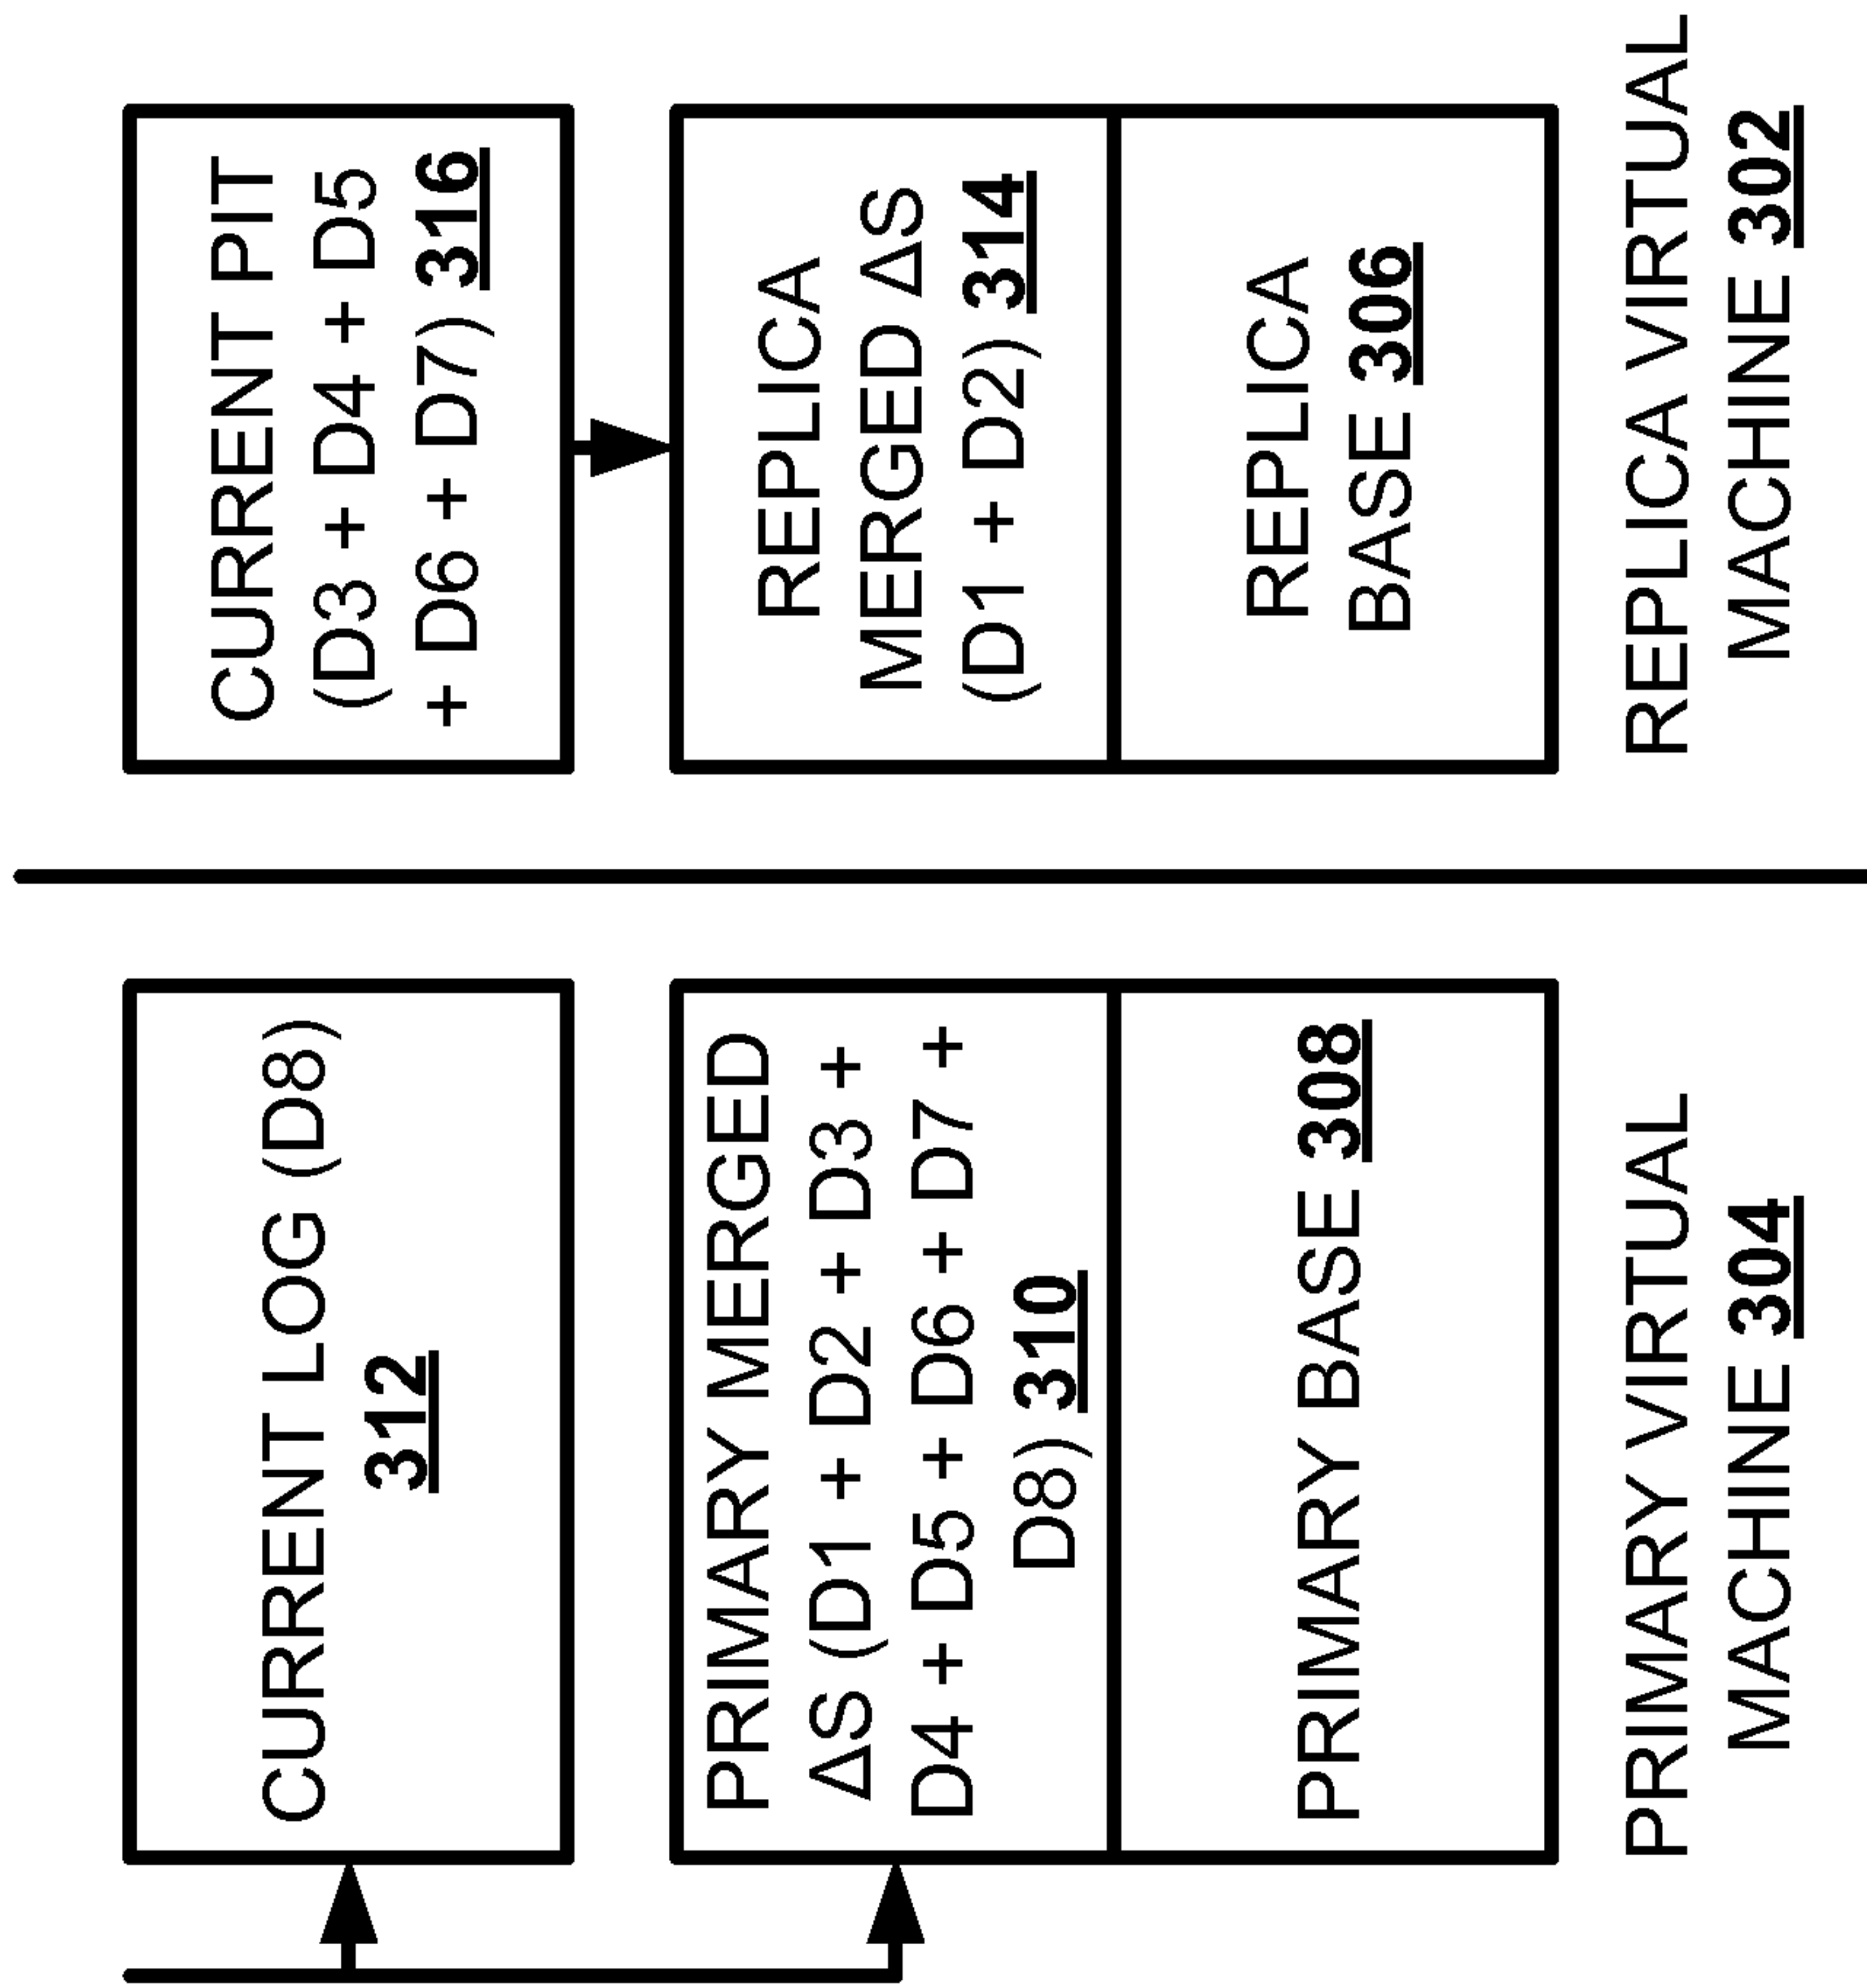 CURRENT LOG (D8)
312
PRIMARY MERGED
ΔS (D1 + D2 + D3 +
D4 + D5 + D6 + D7 +
D8) 310
PRIMARY BASE 308
PRIMARY VIRTUAL
MACHINE 304
CURRENT PIT
(D3 + D4 + D5
+ D6 + D7) 316
REPLICA
MERGED ΔS
(D1 + D2) 314
REPLICA
BASE 306
REPLICA VIRTUAL
MACHINE 302